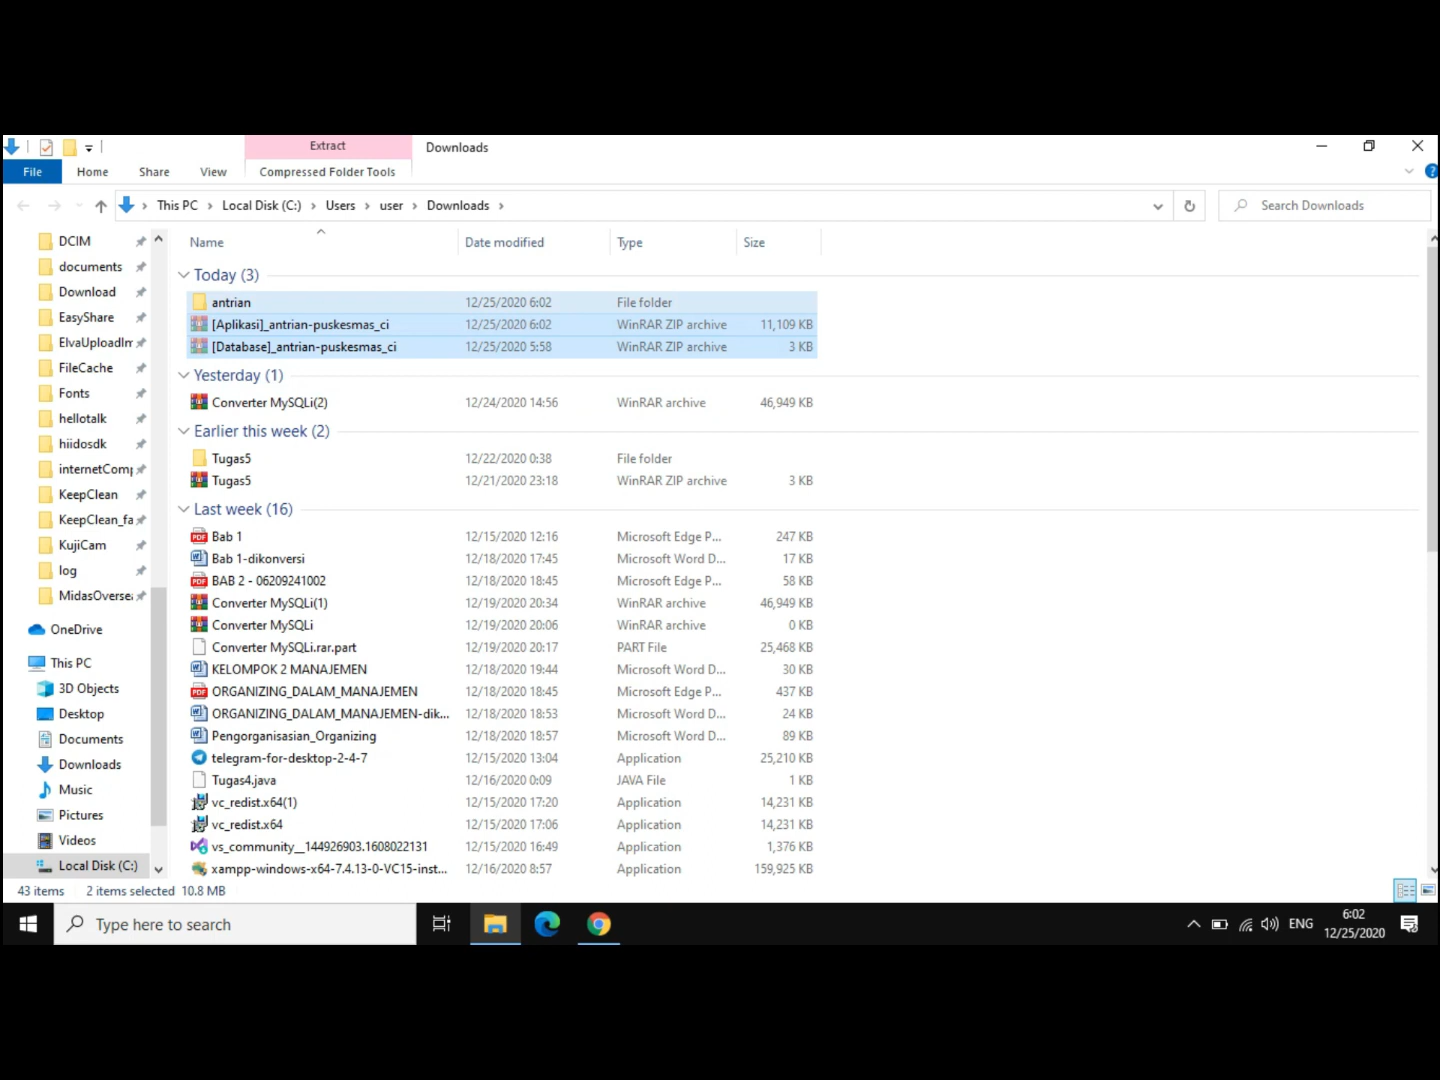 Extract
Downloads
File
Home
Share
View
Compressed Folder Tools
This PC
Local Disk (C:)
Users
user
Downloads
Search Downloads
DCIM
documents
Download
EasyShare
ElvaUploadIm
FileCache
Fonts
hellotalk
hiidosdk
internetComp
KeepClean
KeepClean_fa
KujiCam
log
MidasOversea
OneDrive
This PC
3D Objects
Desktop
Documents
Downloads
Music
Pictures
Videos
Local Disk (C:)
Name Date modified Type Size
Today (3)
antrian 12/25/2020 6:02 File folder
[Aplikasi]_antrian-puskesmas_ci 12/25/2020 6:02 WinRAR ZIP archive 11,109 KB
[Database]_antrian-puskesmas_ci 12/25/2020 5:58 WinRAR ZIP archive 3 KB
Yesterday (1)
Converter MySQLi(2) 12/24/2020 14:56 WinRAR archive 46,949 KB
Earlier this week (2)
Tugas5 12/22/2020 0:38 File folder
Tugas5 12/21/2020 23:18 WinRAR ZIP archive 3 KB
Last week (16)
Bab 1 12/15/2020 12:16 Microsoft Edge P... 247 KB
Bab 1-dikonversi 12/18/2020 17:45 Microsoft Word D... 17 KB
BAB 2 - 06209241002 12/18/2020 18:45 Microsoft Edge P... 58 KB
Converter MySQLi(1) 12/19/2020 20:34 WinRAR archive 46,949 KB
Converter MySQLi 12/19/2020 20:06 WinRAR archive 0 KB
Converter MySQLi.rar.part 12/19/2020 20:17 PART File 25,468 KB
KELOMPOK 2 MANAJEMEN 12/18/2020 19:44 Microsoft Word D... 30 KB
ORGANIZING_DALAM_MANAJEMEN 12/18/2020 18:45 Microsoft Edge P... 437 KB
ORGANIZING_DALAM_MANAJEMEN-dik... 12/18/2020 18:53 Microsoft Word D... 24 KB
Pengorganisasian_Organizing 12/18/2020 18:57 Microsoft Word D... 89 KB
telegram-for-desktop-2-4-7 12/15/2020 13:04 Application 25,210 KB
Tugas4.java 12/16/2020 0:09 JAVA File 1 KB
vc_redist.x64(1) 12/15/2020 17:20 Application 14,231 KB
vc_redist.x64 12/15/2020 17:06 Application 14,231 KB
vs_community__144926903.1608022131 12/15/2020 16:49 Application 1,376 KB
xampp-windows-x64-7.4.13-0-VC15-inst... 12/16/2020 8:57 Application 159,925 KB
43 items 2 items selected 10.8 MB
Type here to search
ENG
6:02
12/25/2020